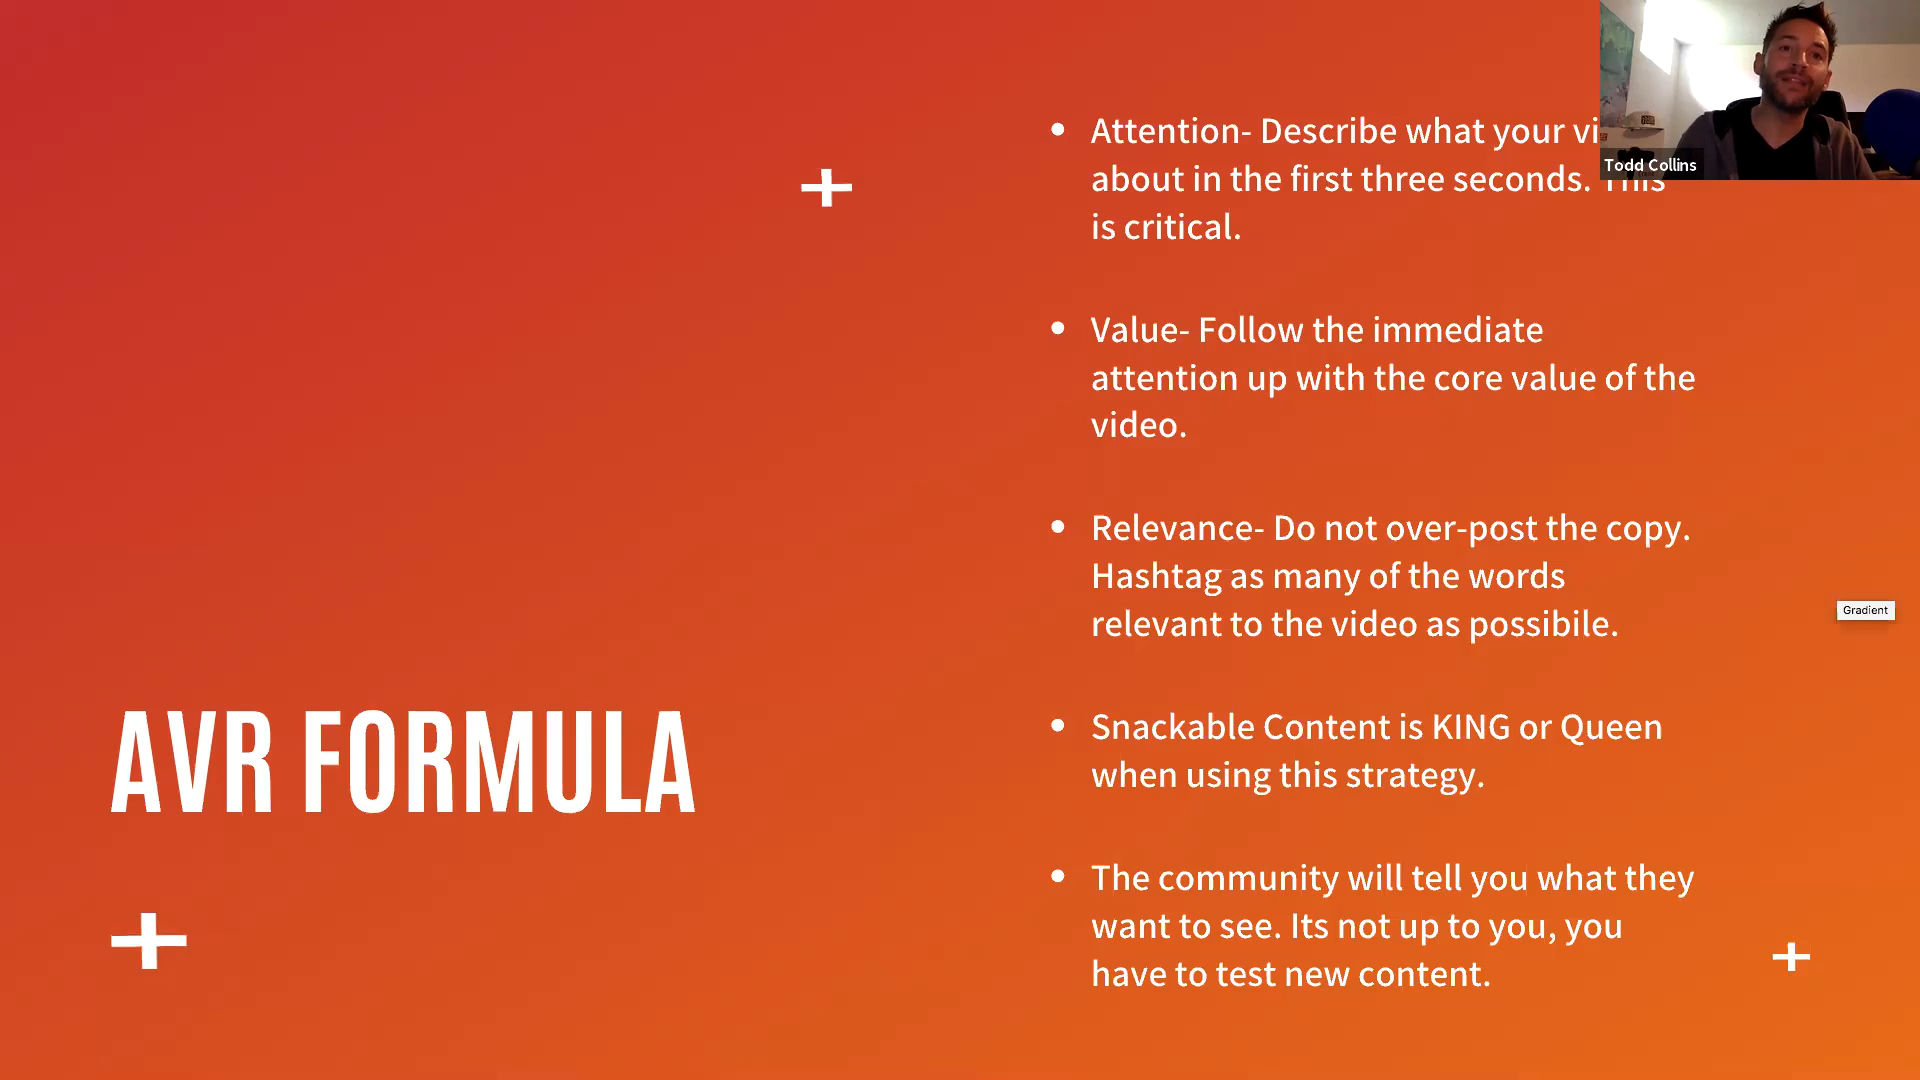 Attention- Describe what your
about in the first three seconds. This
is critical.
Todd Collins
Value- Follow the immediate
attention up with the core value of the
video.
Relevance- Do not over-post the copy.
Hashtag as many of the words
relevant to the video as possibile.
Gradient
AVR FORMULA
Snackable Content is KING or Queen
when using this strategy.
The community will tell you what they
want to see. Its not up to you, you
have to test new content.